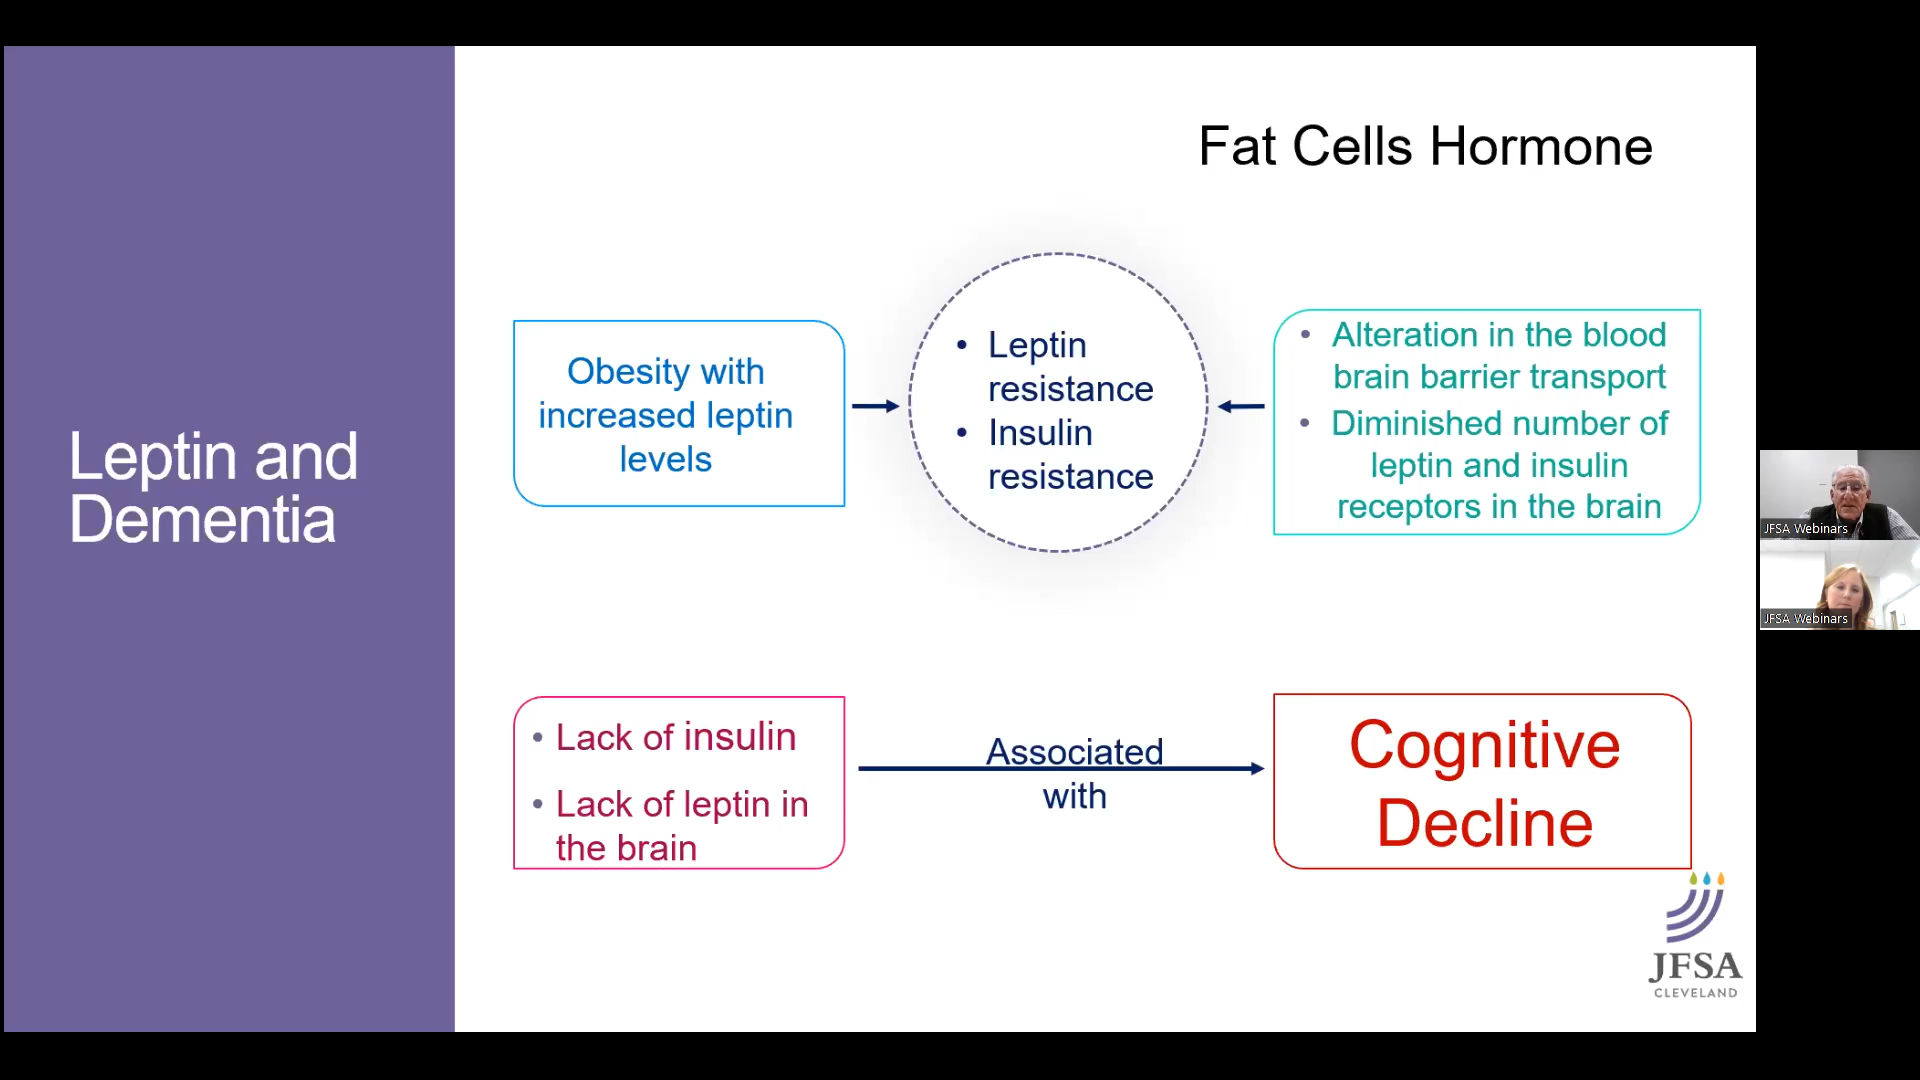 Leptin and
Dementia
Fat Cells Hormone
Obesity with
increased leptin
levels
• Leptin
resistance
• Insulin
resistance
• Alteration in the blood
brain barrier transport
• Diminished number of
leptin and insulin
receptors in the brain
• Lack of insulin
• Lack of leptin in
the brain
Associated
with
Cognitive
Decline
JFSA
CLEVELAND
JFSA Webinars
JFSA Webinars